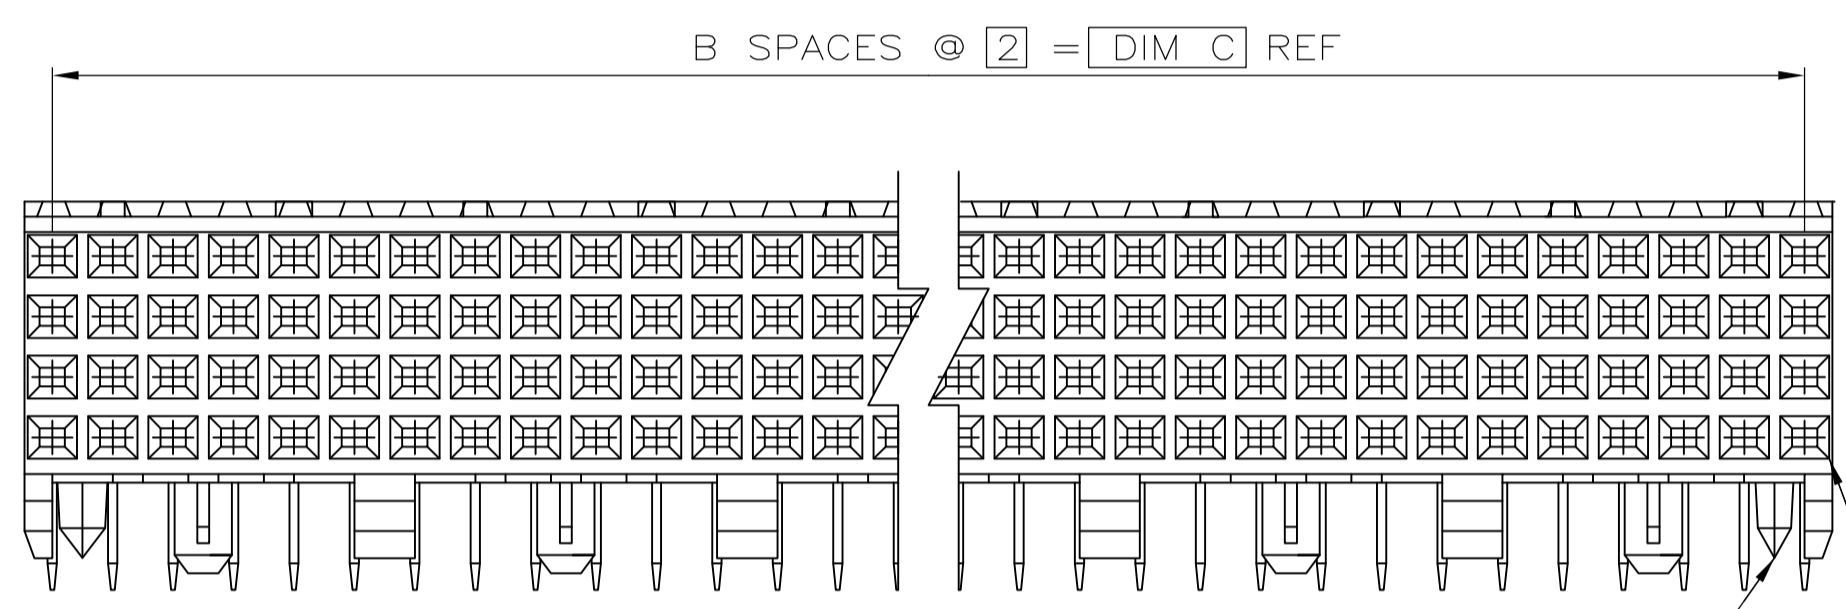 B SPACES @ 2 = DIM C REF